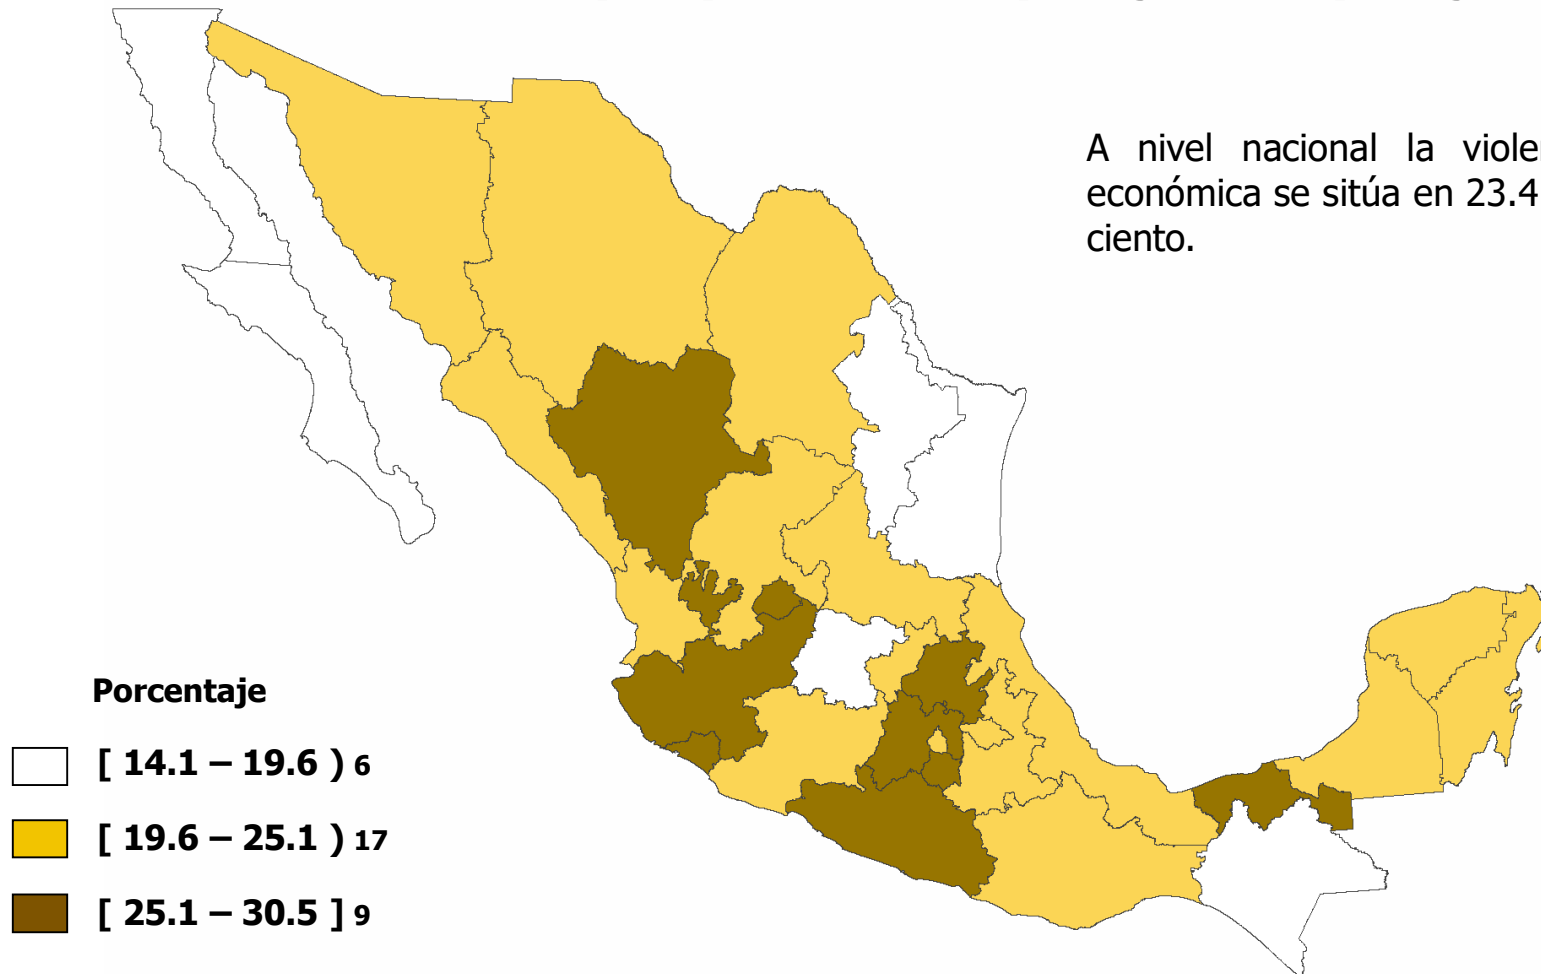 A nivel nacional la
económica se sitúa en 23.4
ciento.
Porcentaje
[ 14.1 – 19.6 ) 6
[ 19.6 – 25.1 ) 17
[ 25.1 – 30.5 ] 9